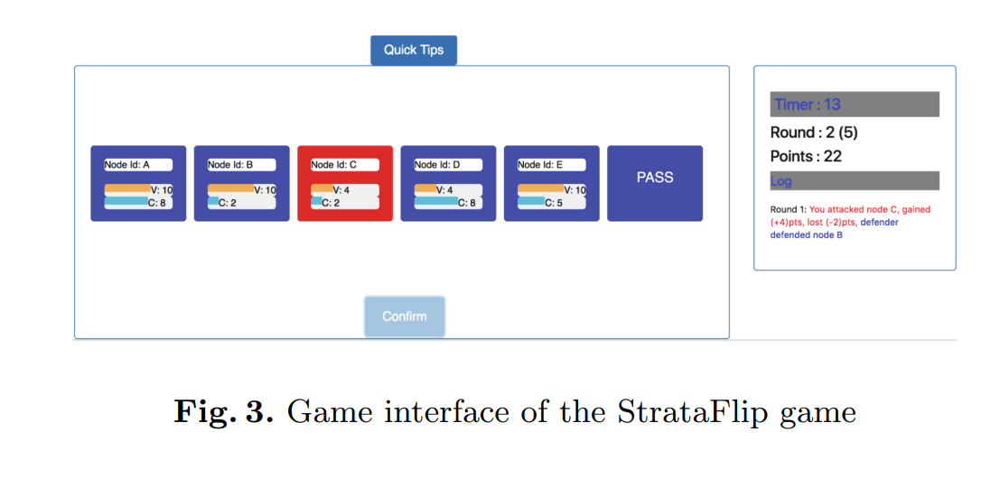 Quick Tips
Node Id: A
V: 10
C: 8
Node Id: B
V: 10
C: 2
Node Id: C
V: 4
C: 2
Node Id: D
V: 4
C: 8
Node Id: E
V: 10
C: 5
PASS
Confirm
Timer : 13
Round : 2 (5)
Points : 22
Log
Round 1: You attacked node C, gained
(+4)pts, lost (-2)pts, defender
defended node B
Fig. 3. Game interface of the StrataFlip game